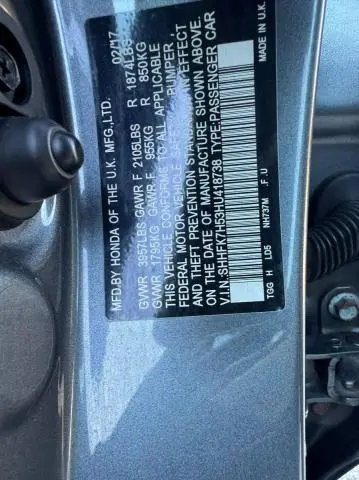 MFD.BY HONDA OF THE U.K. MFG.,LTD. 02/17
GVWR 3957LBS GAWR F 2105LBS R 1874LBS
GVWR 1795KG GAWR F 955KG R 850KG
THIS VEHICLE CONFORMS TO ALL APPLICABLE
FEDERAL MOTOR VEHICLE SAFETY, BUMPER,
AND THEFT PREVENTION STANDARDS IN EFFECT
ON THE DATE OF MANUFACTURE SHOWN ABOVE.
V.I.N.:SHHFK7H53HU418738 TYPE:PASSENGER CAR
TGG H LD5 NH737M F.U MADE IN U.K.